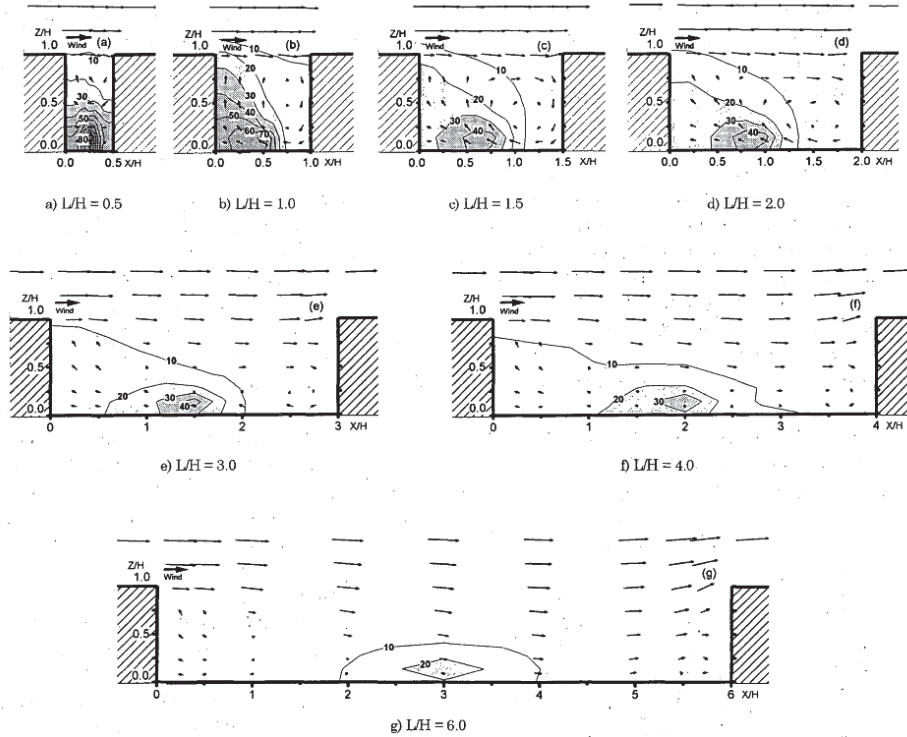 Z/H
1.0
Wind
(a)
10
30
0.5
50
80
0.0
0.0
0.5
X/H
a) L/H = 0.5
Z/H
1.0
Wind
(b)
10
20
0.5
30
40
50
60
70
0.0
0.0
0.5
1.0
X/H
b) L/H = 1.0
Z/H
1.0
Wind
(c)
10
20
0.5
30
40
0.0
0.0
0.5
1.0
1.5
X/H
c) L/H = 1.5
Z/H
1.0
Wind
(d)
10
0.5
20
30
40
0.0
0.0
0.5
1.0
1.5
2.0
X/H
d) L/H = 2.0
Z/H
1.0
Wind
(e)
10
0.5
20
30
40
0.0
0
1
2
3
X/H
e) L/H = 3.0
Z/H
1.0
Wind
(f)
10
0.5
20
30
0.0
0
1
2
3
4
X/H
f) L/H = 4.0
Z/H
1.0
Wind
(g)
0.5
10
20
0.0
0
1
2
3
4
5
6
X/H
g) L/H = 6.0